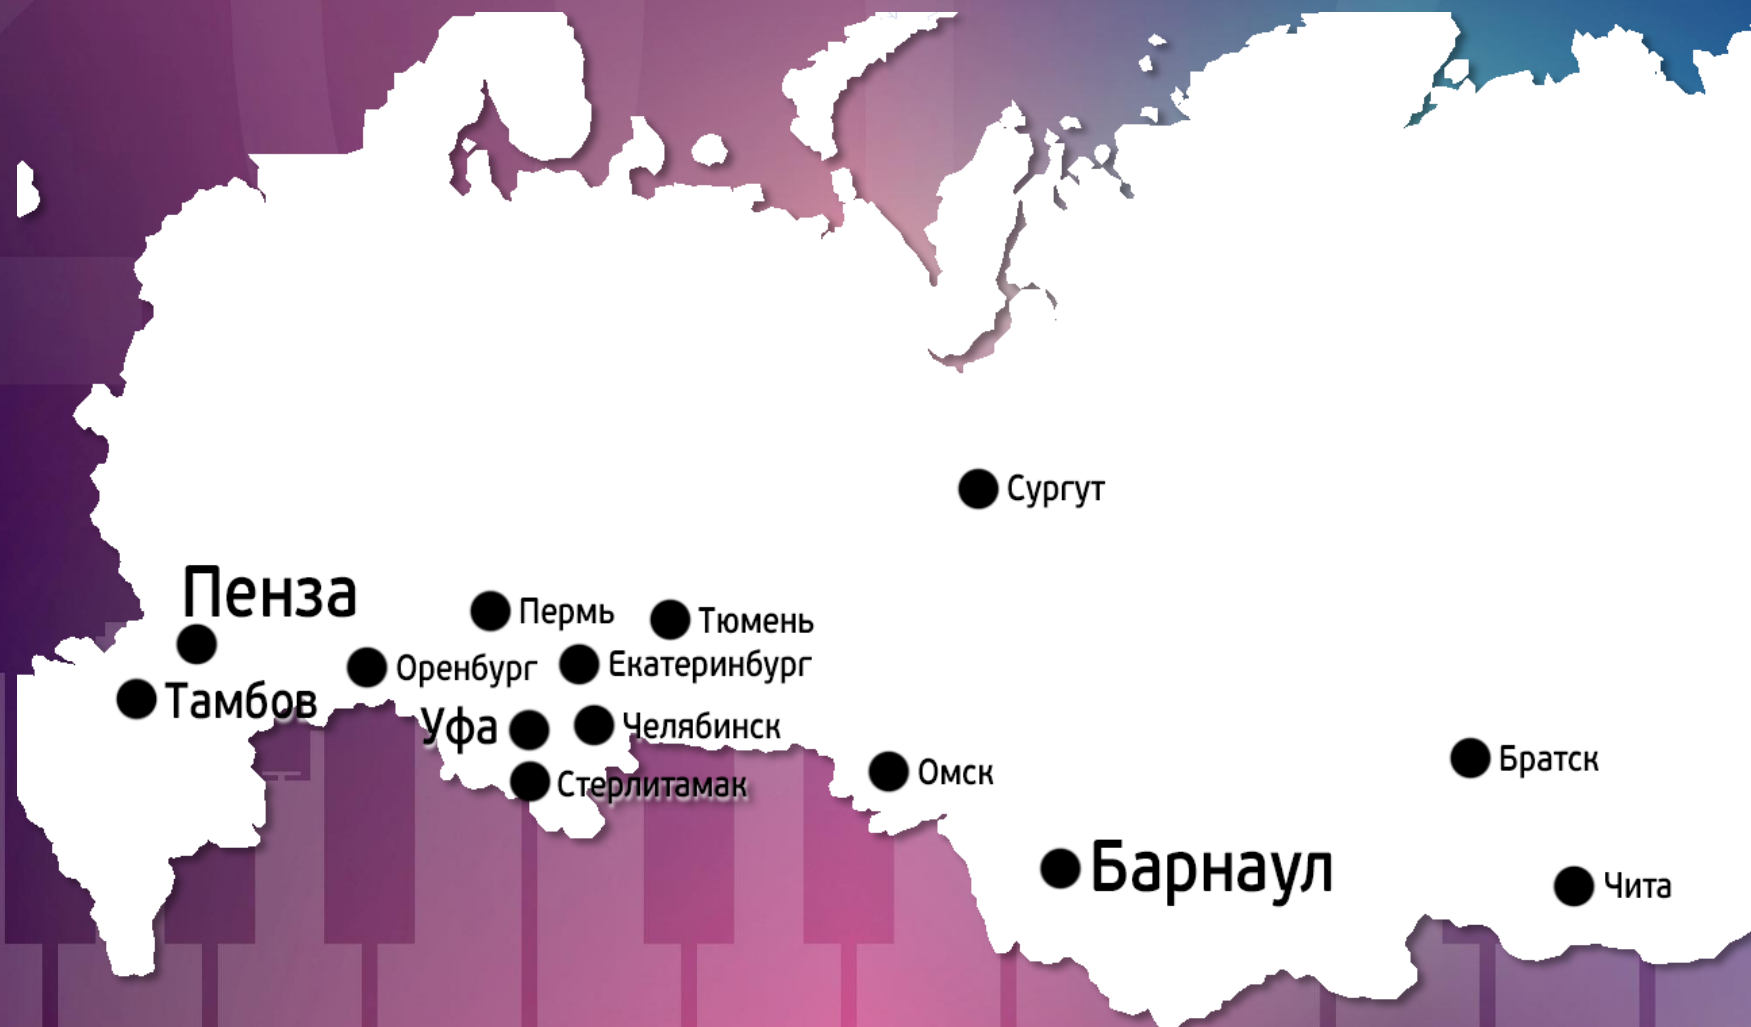 Сургут
Пенза
Пермь
Тюмень
Оренбург
Екатеринбург
Тамбов
Уфа
Челябинск
Стерлитамак
Омск
Братск
Барнаул
Чита